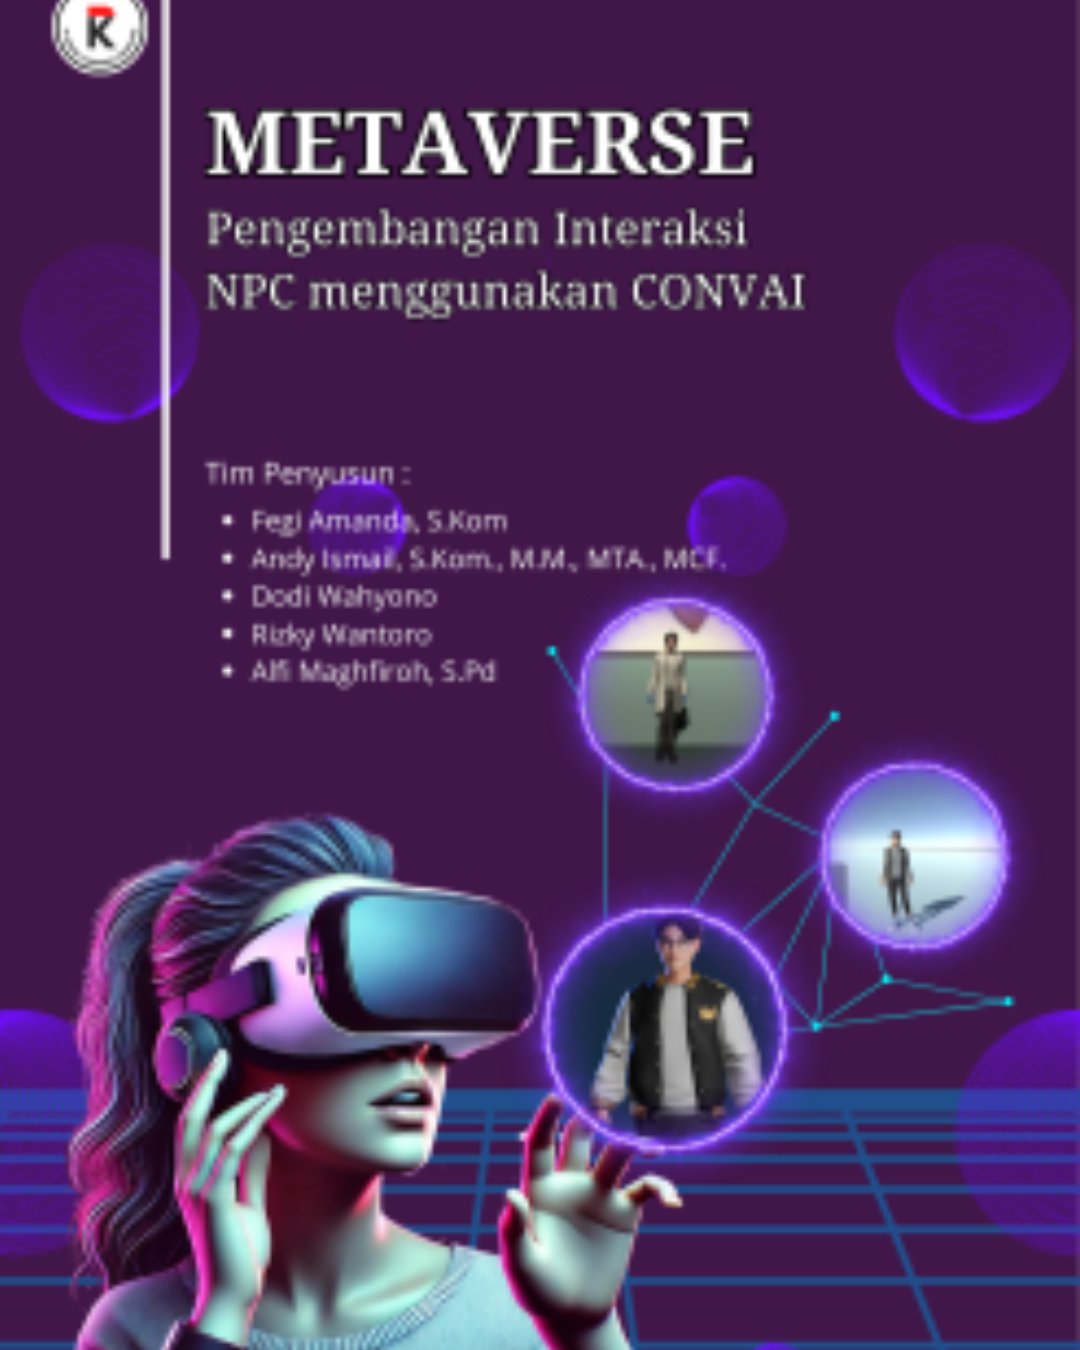 RK
METAVERSE
Pengembangan Interaksi
NPC menggunakan CONVAI
Tim Penyusun :
• Fegi Amanda, S.Kom
• Andy Ismail, S.Kom., M.M., MTA., MCF.
• Dodi Wahyono
• Rizky Wantoro
• Alfi Maghfiroh, S.Pd